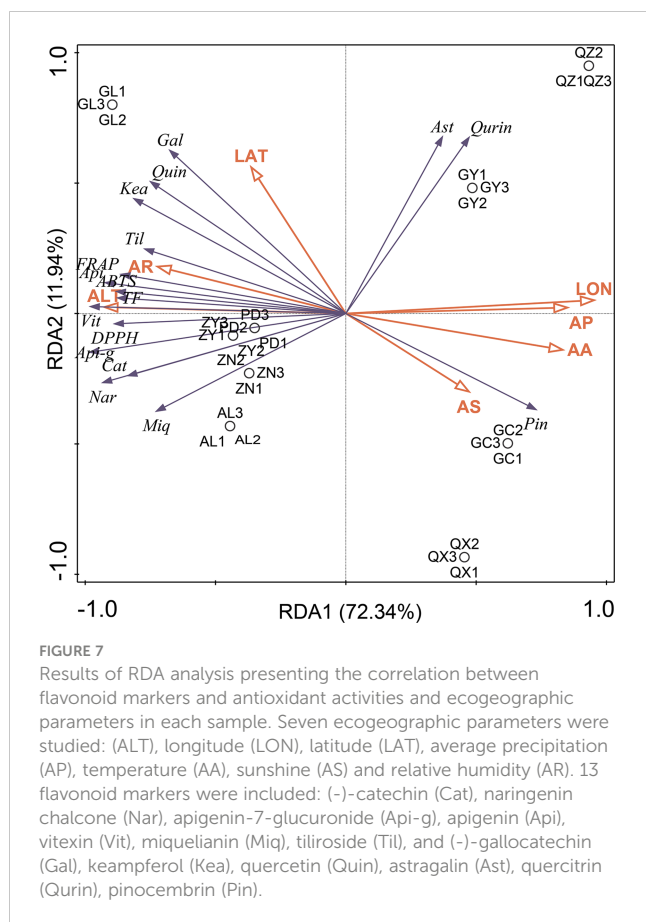 1.0
QZ2
QZ1QZ3
GL1
GL3
GL2
Gal
LAT
Ast
Qurin
Quin
Kea
GY1
GY3
GY2
Til
AR
FRAP
Api
ABTS
ALT
TF
LON
AP
Vit
ZY3
PD3
PD2
ZY1
PD1
DPPH
Api-g
ZY2
AA
Cat
ZN2
ZN3
ZN1
Nar
AS
Miq
Pin
AL3
AL1
AL2
GC2
GC3
GC1
QX2
QX3
QX1
RDA2 (11.94%)
-1.0
-1.0
RDA1 (72.34%)
1.0
FIGURE 7
Results of RDA analysis presenting the correlation between
flavonoid markers and antioxidant activities and ecogeographic
parameters in each sample. Seven ecogeographic parameters were
studied: (ALT), longitude (LON), latitude (LAT), average precipitation
(AP), temperature (AA), sunshine (AS) and relative humidity (AR). 13
flavonoid markers were included: (-)-catechin (Cat), naringenin
chalcone (Nar), apigenin-7-glucuronide (Api-g), apigenin (Api),
vitexin (Vit), miquelianin (Miq), tiliroside (Til), and (-)-gallocatechin
(Gal), keampferol (Kea), quercetin (Quin), astragalin (Ast), quercitrin
(Qurin), pinocembrin (Pin).